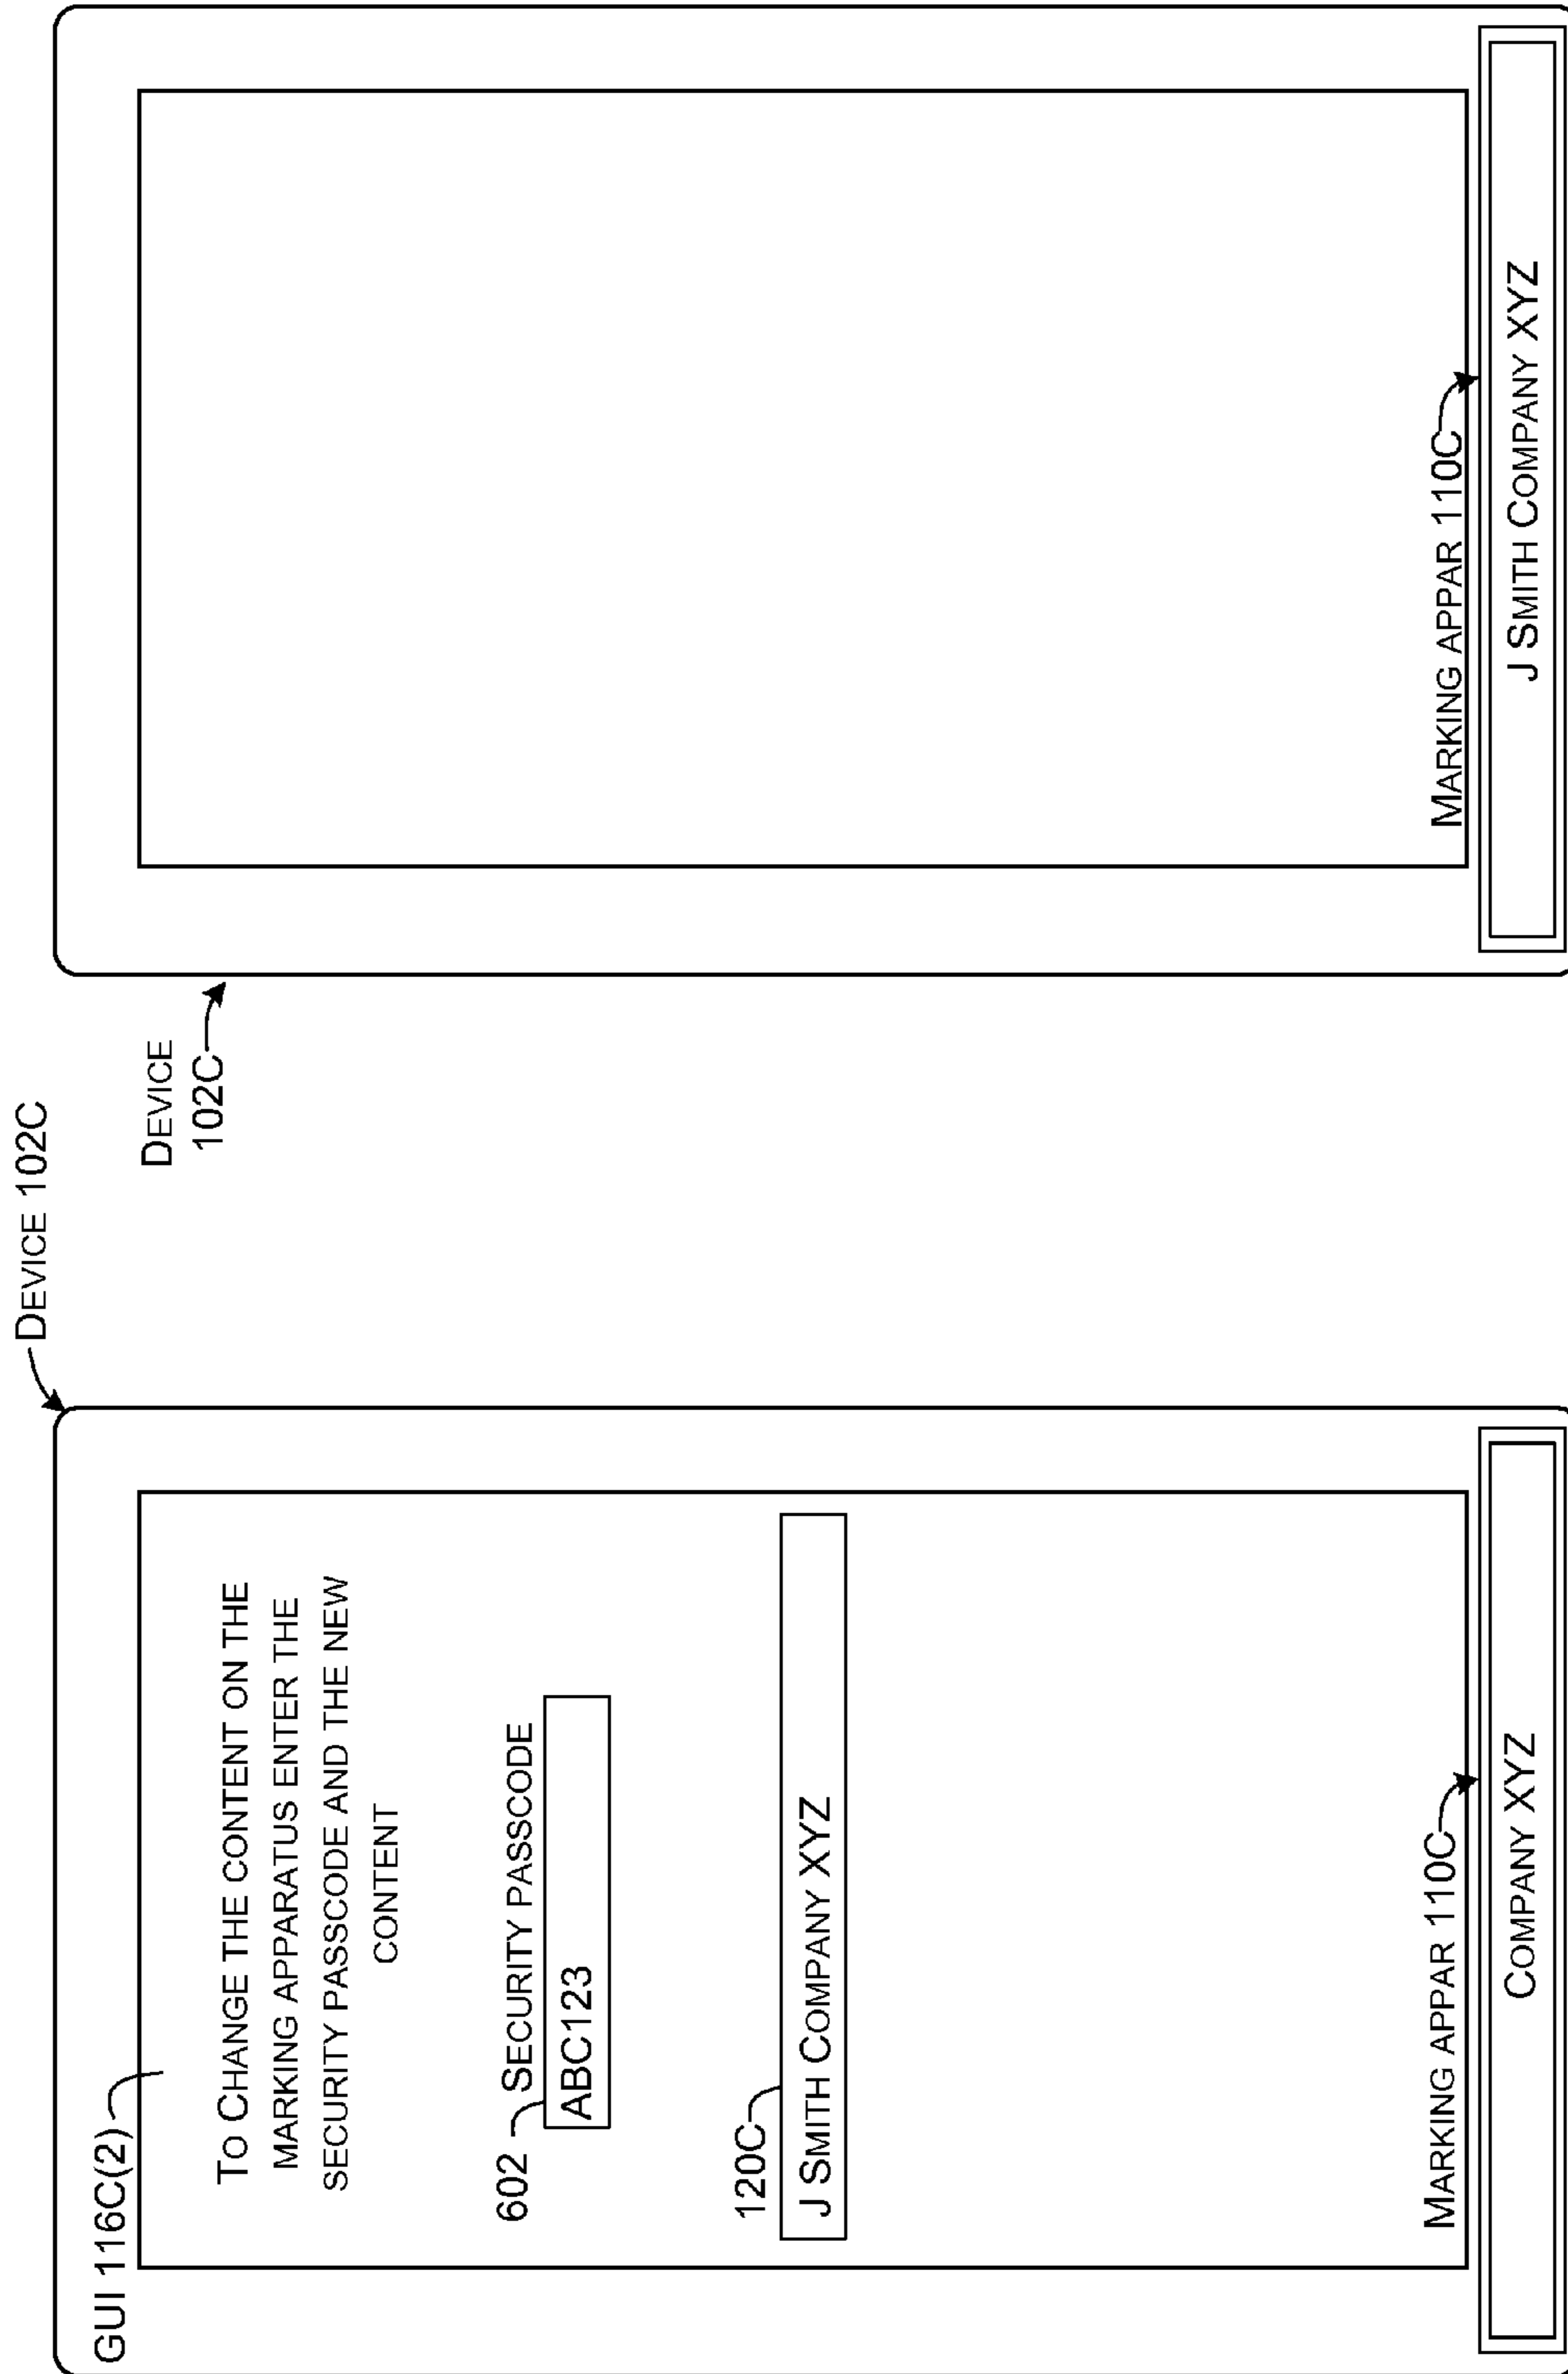 DEVICE 102C
GUI 116C(2)
TO CHANGE THE CONTENT ON THE
MARKING APPARATUS ENTER THE
SECURITY PASSCODE AND THE NEW
CONTENT
602
SECURITY PASSCODE
ABC123
120C
J SMITH COMPANY XYZ
MARKING APPAR 110C
COMPANY XYZ
DEVICE
102C
MARKING APPAR 110C
J SMITH COMPANY XYZ